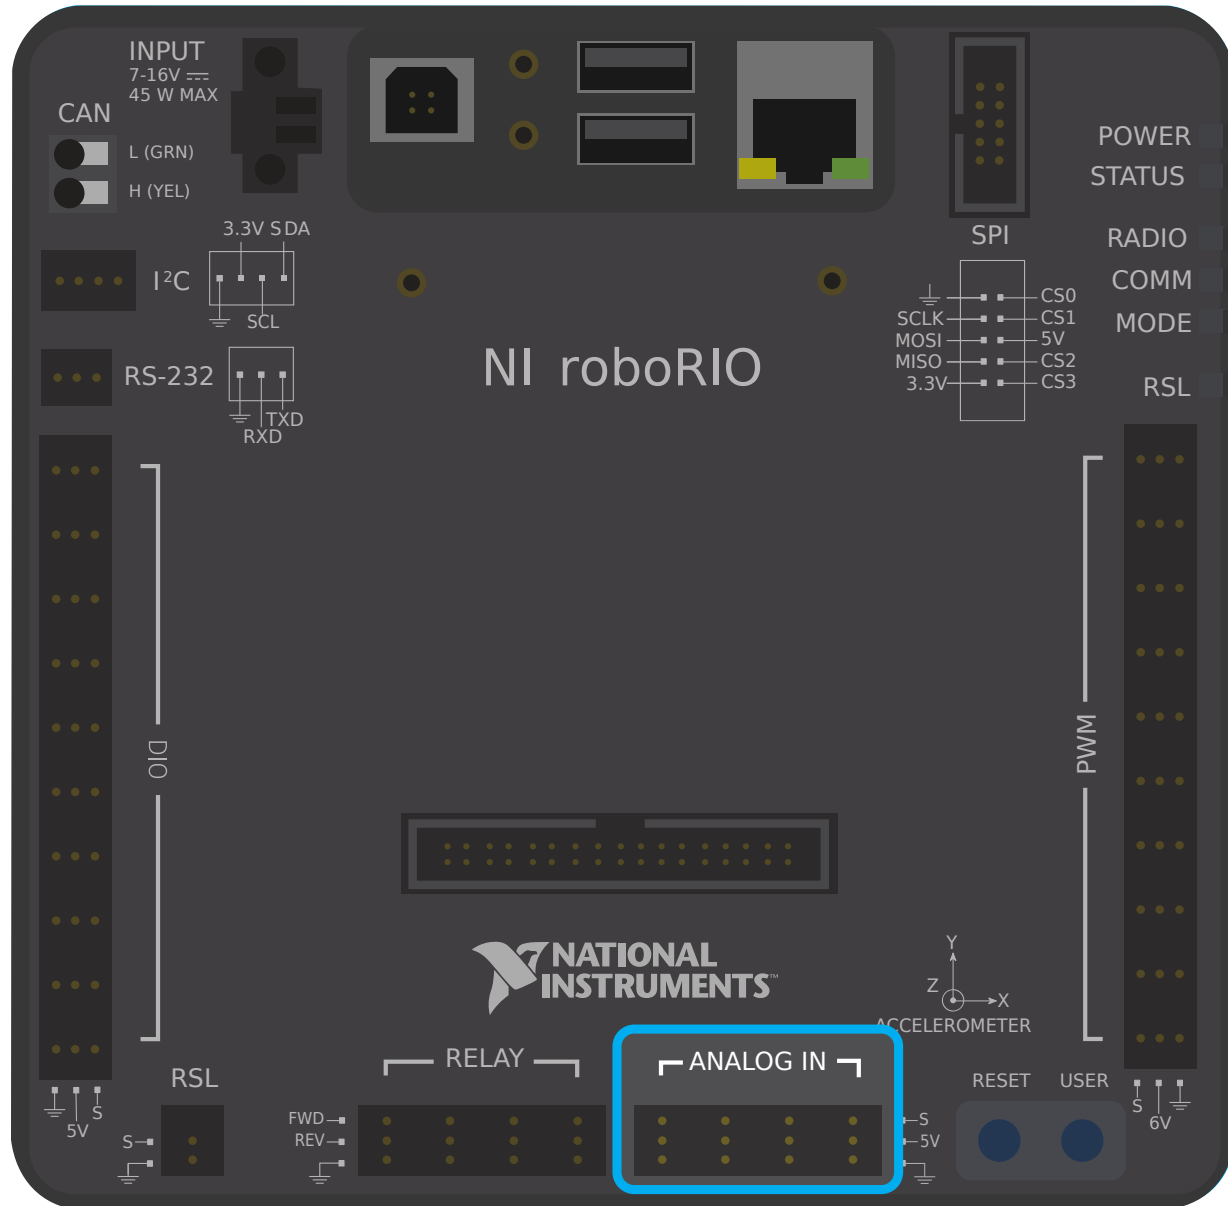 INPUT
7-16V
45 W MAX
CAN
L (GRN)
H (YEL)
3.3V SDA
I²C
SCL
RS-232
TXD
RXD
NI roboRIO
SPI
CS0
SCLK
CS1
MOSI
5V
MISO
CS2
3.3V
CS3
POWER
STATUS
RADIO
COMM
MODE
RSL
DIO
PWM
NATIONAL
INSTRUMENTS™
Y
Z
X
ACCELEROMETER
RELAY
ANALOG IN
RSL
RESET
USER
S
5V
S
FWD
REV
S
5V
S
6V